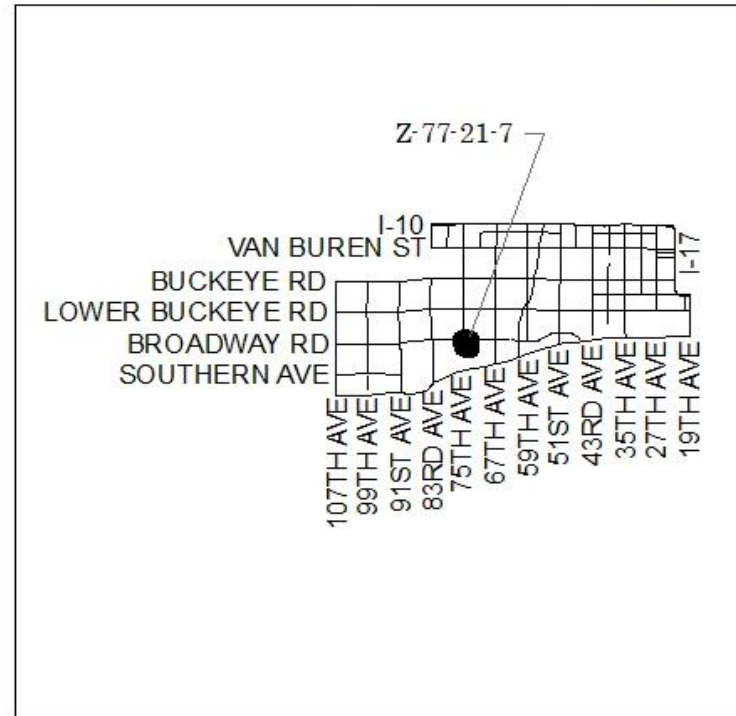 Z-77-21-7
I-10
VAN BUREN ST
I-17
BUCKEYE RD
LOWER BUCKEYE RD
BROADWAY RD
SOUTHERN AVE
107TH AVE
99TH AVE
91ST AVE
83RD AVE
75TH AVE
67TH AVE
59TH AVE
51ST AVE
43RD AVE
35TH AVE
27TH AVE
19TH AVE